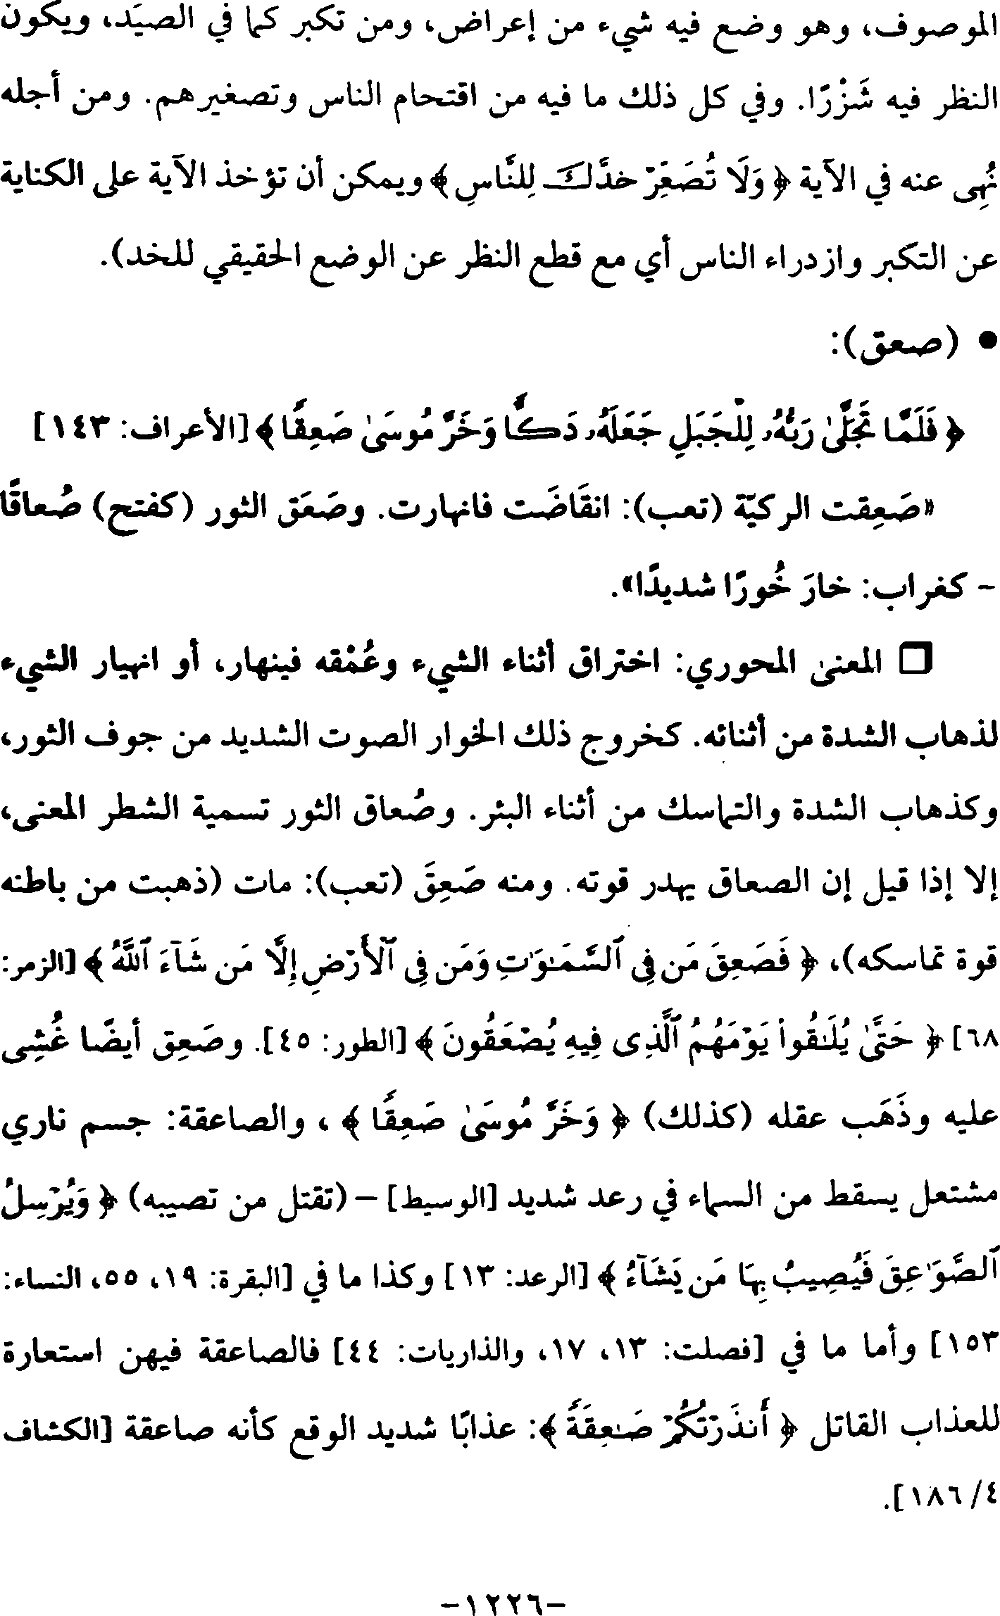 الموصوف، وهو وضع فيه شيء من إعراض، ومن تكبر كما في الصيَد، ويكون
النظر فيه شَزْرًا. وفي كل ذلك ما فيه من اقتحام الناس وتصغيرهم. ومن أجله
نُهِى عنه في الآية ﴿ وَلَا تُصَعِّرْ خَدَّكَ لِلنَّاسِ ﴾ ويمكن أن تؤخذ الآية على الكناية
عن التكبر وازدراء الناس أي مع قطع النظر عن الوضع الحقيقي للخد).
• (صعق):
﴿ فَلَمَّا تَجَلَّىٰ رَبُّهُۥ لِلْجَبَلِ جَعَلَهُۥ دَكًّا وَخَرَّ مُوسَىٰ صَعِقًا ﴾ [الأعراف: ١٤٣]
«صَعِقت الركيّة (تعب): انقَاضَت فانهارت. وصَعَق الثور (كفتح) صُعاقًا
- كغراب: خارَ خُورًا شديدًا».
□ المعنىٰ المحوري: اختراق أثناء الشيء وعُمْقه فينهار، أو انهيار الشيء
لذهاب الشدة من أثنائه. كخروج ذلك الخوار الصوت الشديد من جوف الثور،
وكذهاب الشدة والتماسك من أثناء البئر. وصُعاق الثور تسمية الشطر المعنى،
إلا إذا قيل إن الصعاق يهدر قوته. ومنه صَعِقَ (تعب): مات (ذهبت من باطنه
قوة تماسكه)، ﴿ فَصَعِقَ مَن فِى ٱلسَّمَـٰوَٰتِ وَمَن فِى ٱلْأَرْضِ إِلَّا مَن شَآءَ ٱللَّهُ ﴾ [الزمر:
٦٨] ﴿ حَتَّىٰ يُلَـٰقُوا۟ يَوْمَهُمُ ٱلَّذِى فِيهِ يُصْعَقُونَ ﴾ [الطور: ٤٥]. وصَعِق أيضًا غُشِى
عليه وذَهَب عقله (كذلك) ﴿ وَخَرَّ مُوسَىٰ صَعِقًا ﴾ ، والصاعقة: جسم ناري
مشتعل يسقط من السماء في رعد شديد [الوسيط] – (تقتل من تصيبه) ﴿ وَيُرْسِلُ
ٱلصَّوَٰعِقَ فَيُصِيبُ بِهَا مَن يَشَآءُ ﴾ [الرعد: ١٣] وكذا ما في [البقرة: ١٩، ٥٥، النساء:
١٥٣] وأما ما في [فصلت: ١٣، ١٧، والذاريات: ٤٤] فالصاعقة فيهن استعارة
للعذاب القاتل ﴿ أَنذَرْتُكُمْ صَـٰعِقَةً ﴾: عذابًا شديد الوقع كأنه صاعقة [الكشاف
٤/ ١٨٦].
-١٢٢٦-